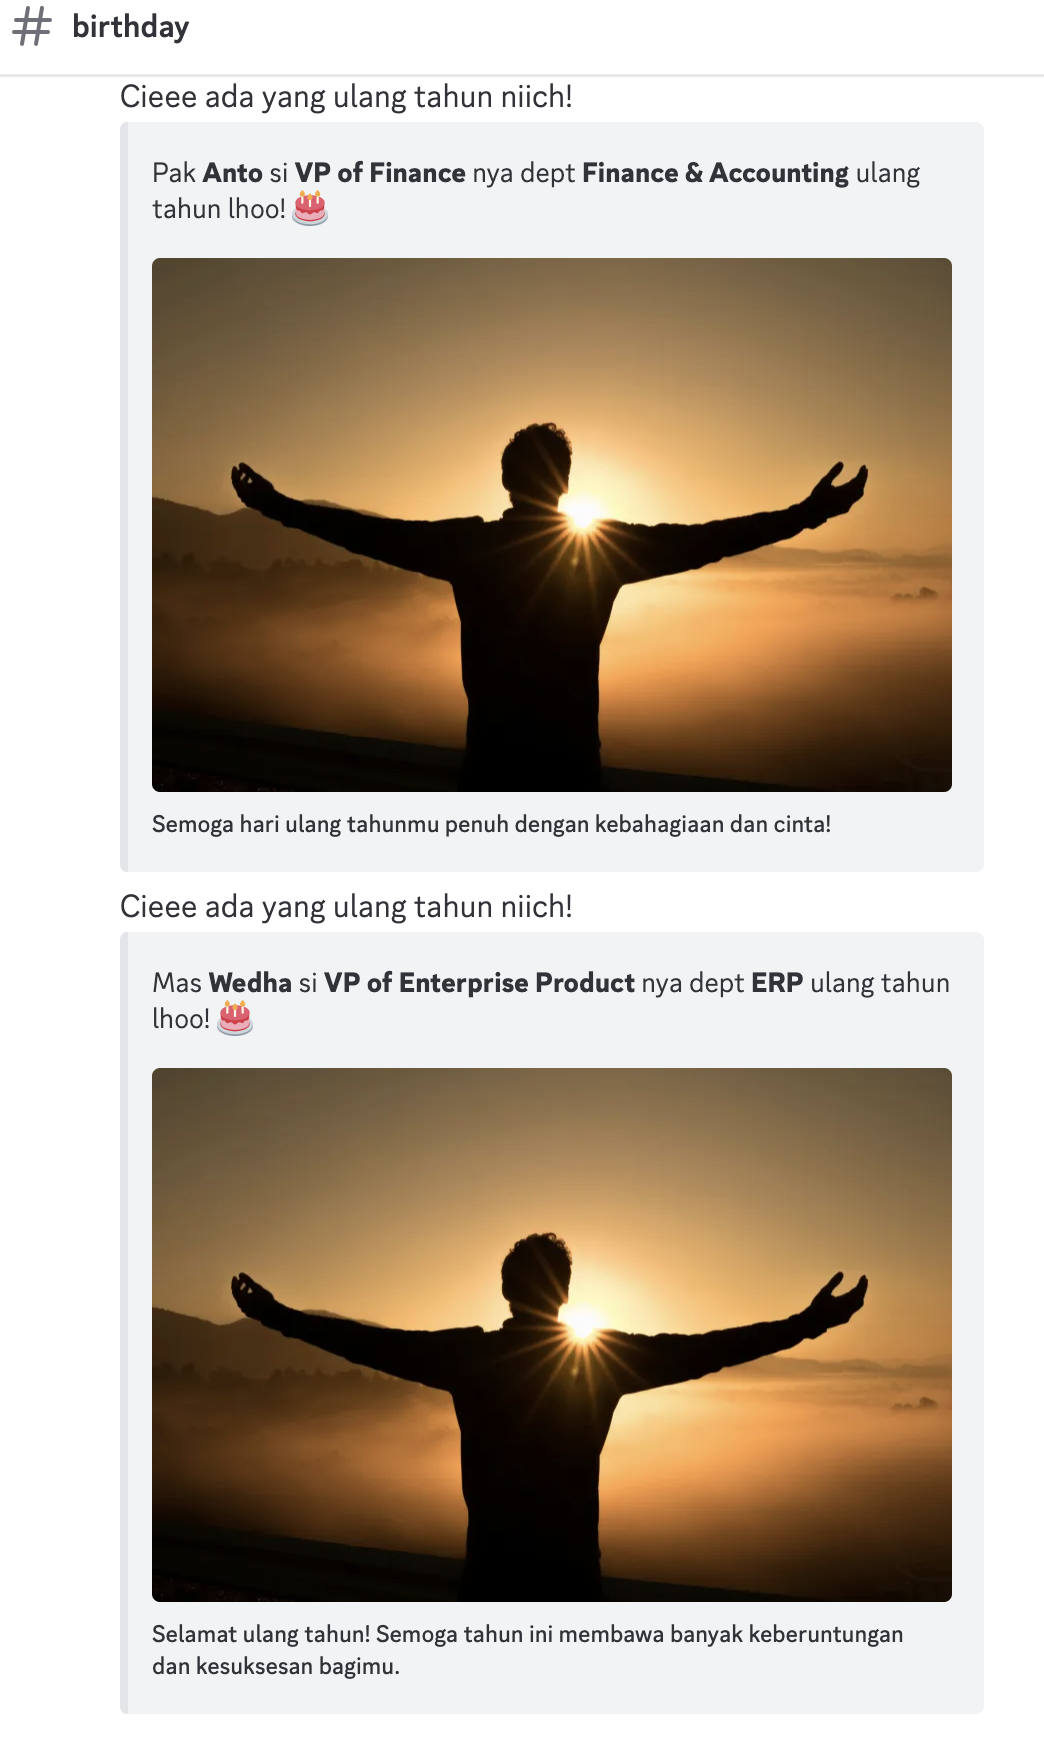 # birthday
Cieee ada yang ulang tahun niich!
Pak Anto si VP of Finance nya dept Finance & Accounting ulang
tahun lhoo! 🎂
Semoga hari ulang tahunmu penuh dengan kebahagiaan dan cinta!
Cieee ada yang ulang tahun niich!
Mas Wedha si VP of Enterprise Product nya dept ERP ulang tahun
lhoo! 🎂
Selamat ulang tahun! Semoga tahun ini membawa banyak keberuntungan
dan kesuksesan bagimu.